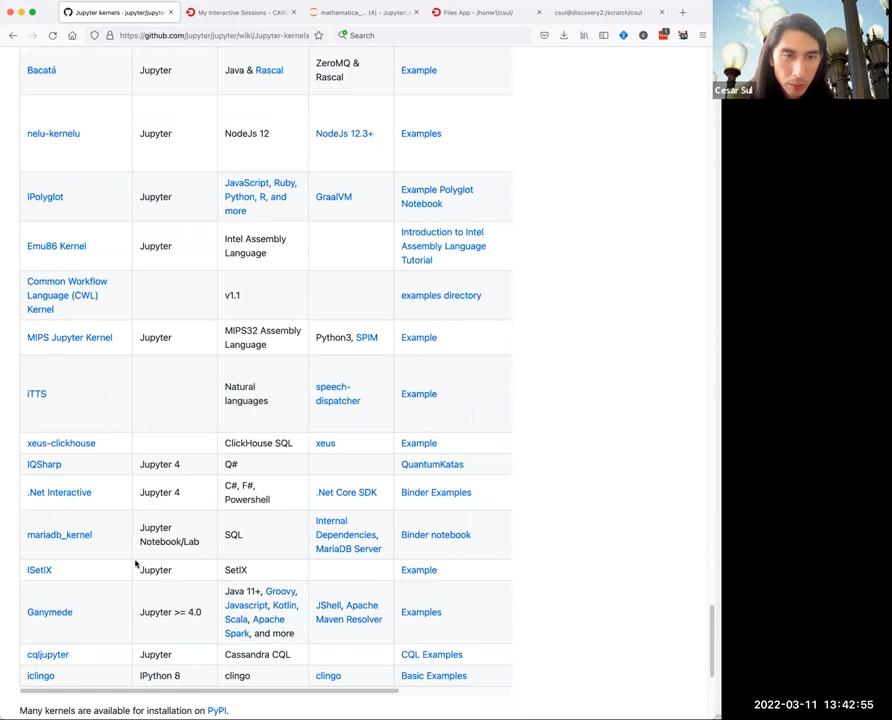 Jupyter kernels · jupyter/jupyte
My Interactive Sessions - CARC
mathematica_... (4) - JupyterL
Files App - /home1/csul/
csul@discovery2:/scratch/csul
https://github.com/jupyter/jupyter/wiki/Jupyter-kernels
Search
Bacatá
Jupyter
Java & Rascal
ZeroMQ &
Rascal
Example
nelu-kernelu
Jupyter
NodeJs 12
NodeJs 12.3+
Examples
IPolyglot
Jupyter
JavaScript, Ruby,
Python, R, and
more
GraalVM
Example Polyglot
Notebook
Emu86 Kernel
Jupyter
Intel Assembly
Language
Introduction to Intel
Assembly Language
Tutorial
Common Workflow
Language (CWL)
Kernel
v1.1
examples directory
MIPS Jupyter Kernel
Jupyter
MIPS32 Assembly
Language
Python3, SPIM
Example
iTTS
Natural
languages
speech-
dispatcher
Example
xeus-clickhouse
ClickHouse SQL
xeus
Example
IQSharp
Jupyter 4
Q#
QuantumKatas
.Net Interactive
Jupyter 4
C#, F#,
Powershell
.Net Core SDK
Binder Examples
mariadb_kernel
Jupyter
Notebook/Lab
SQL
Internal
Dependencies,
MariaDB Server
Binder notebook
ISetlX
Jupyter
SetlX
Example
Ganymede
Jupyter >= 4.0
Java 11+, Groovy,
Javascript, Kotlin,
Scala, Apache
Spark, and more
JShell, Apache
Maven Resolver
Examples
cqljupyter
Jupyter
Cassandra CQL
CQL Examples
iclingo
IPython 8
clingo
clingo
Basic Examples
Many kernels are available for installation on PyPI.
Cesar Sul
2022-03-11 13:42:55